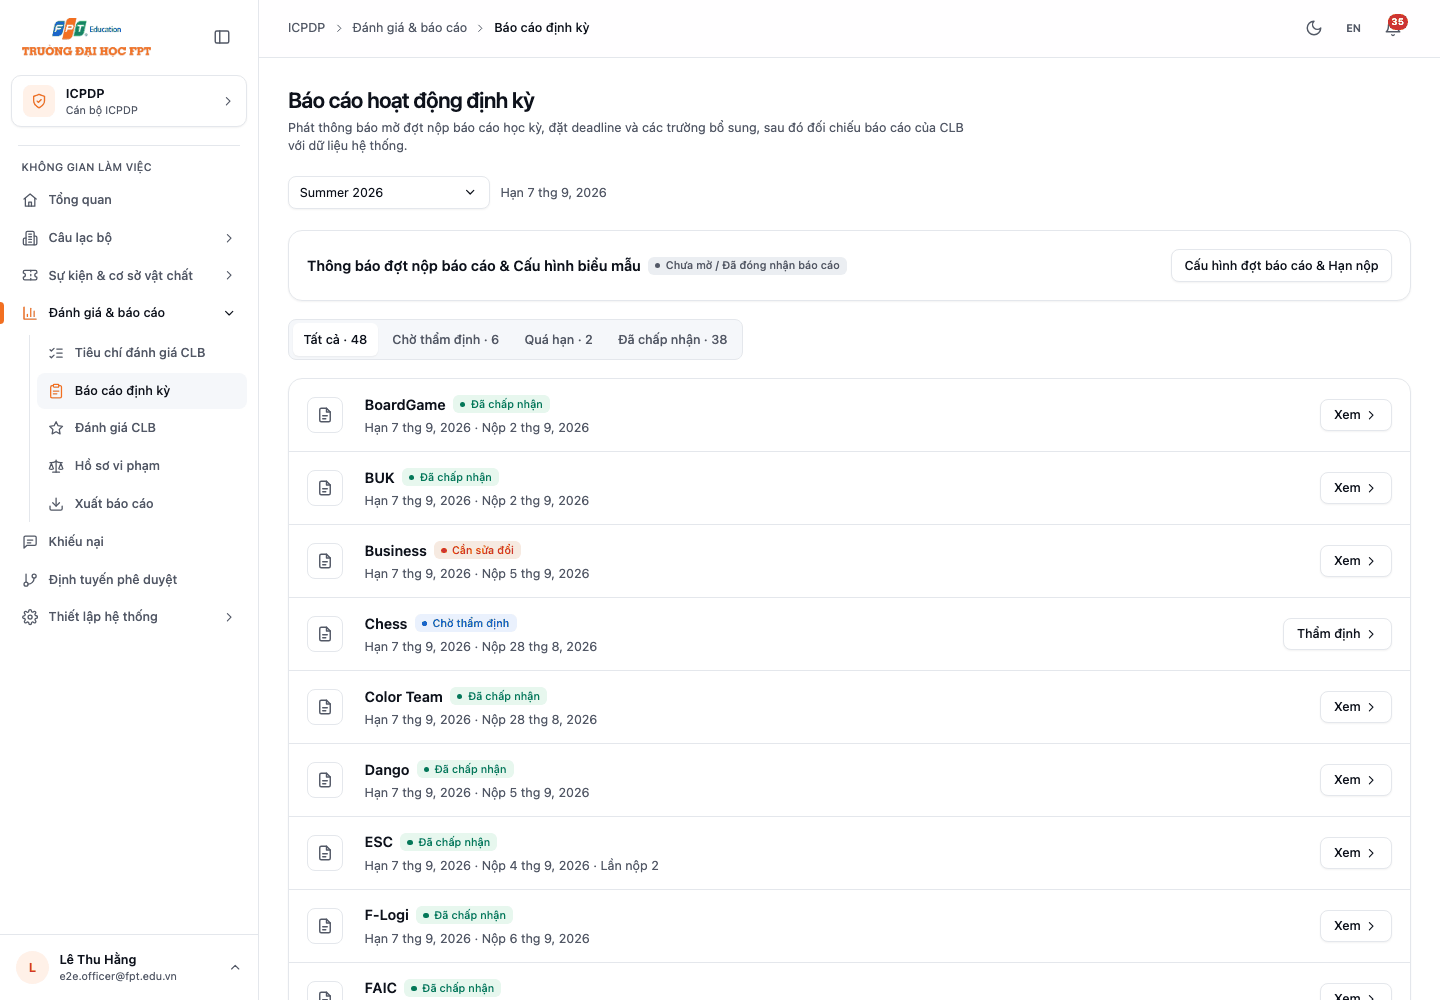 FPT Education
TRƯỜNG ĐẠI HỌC FPT
ICPDP
Cán bộ ICPDP
KHÔNG GIAN LÀM VIỆC
Tổng quan
Câu lạc bộ
Sự kiện & cơ sở vật chất
Đánh giá & báo cáo
Tiêu chí đánh giá CLB
Báo cáo định kỳ
Đánh giá CLB
Hồ sơ vi phạm
Xuất báo cáo
Khiếu nại
Định tuyến phê duyệt
Thiết lập hệ thống
L
Lê Thu Hằng
e2e.officer@fpt.edu.vn
ICPDP > Đánh giá & báo cáo > Báo cáo định kỳ
EN
35
Báo cáo hoạt động định kỳ
Phát thông báo mở đợt nộp báo cáo học kỳ, đặt deadline và các trường bổ sung, sau đó đối chiếu báo cáo của CLB
với dữ liệu hệ thống.
Summer 2026
Hạn 7 thg 9, 2026
Thông báo đợt nộp báo cáo & Cấu hình biểu mẫu
Chưa mở / Đã đóng nhận báo cáo
Cấu hình đợt báo cáo & Hạn nộp
Tất cả · 48
Chờ thẩm định · 6
Quá hạn · 2
Đã chấp nhận · 38
BoardGame
Đã chấp nhận
Hạn 7 thg 9, 2026 · Nộp 2 thg 9, 2026
Xem
BUK
Đã chấp nhận
Hạn 7 thg 9, 2026 · Nộp 2 thg 9, 2026
Xem
Business
Cần sửa đổi
Hạn 7 thg 9, 2026 · Nộp 5 thg 9, 2026
Xem
Chess
Chờ thẩm định
Hạn 7 thg 9, 2026 · Nộp 28 thg 8, 2026
Thẩm định
Color Team
Đã chấp nhận
Hạn 7 thg 9, 2026 · Nộp 28 thg 8, 2026
Xem
Dango
Đã chấp nhận
Hạn 7 thg 9, 2026 · Nộp 5 thg 9, 2026
Xem
ESC
Đã chấp nhận
Hạn 7 thg 9, 2026 · Nộp 4 thg 9, 2026 · Lần nộp 2
Xem
F-Logi
Đã chấp nhận
Hạn 7 thg 9, 2026 · Nộp 6 thg 9, 2026
Xem
FAIC
Đã chấp nhận
Xem